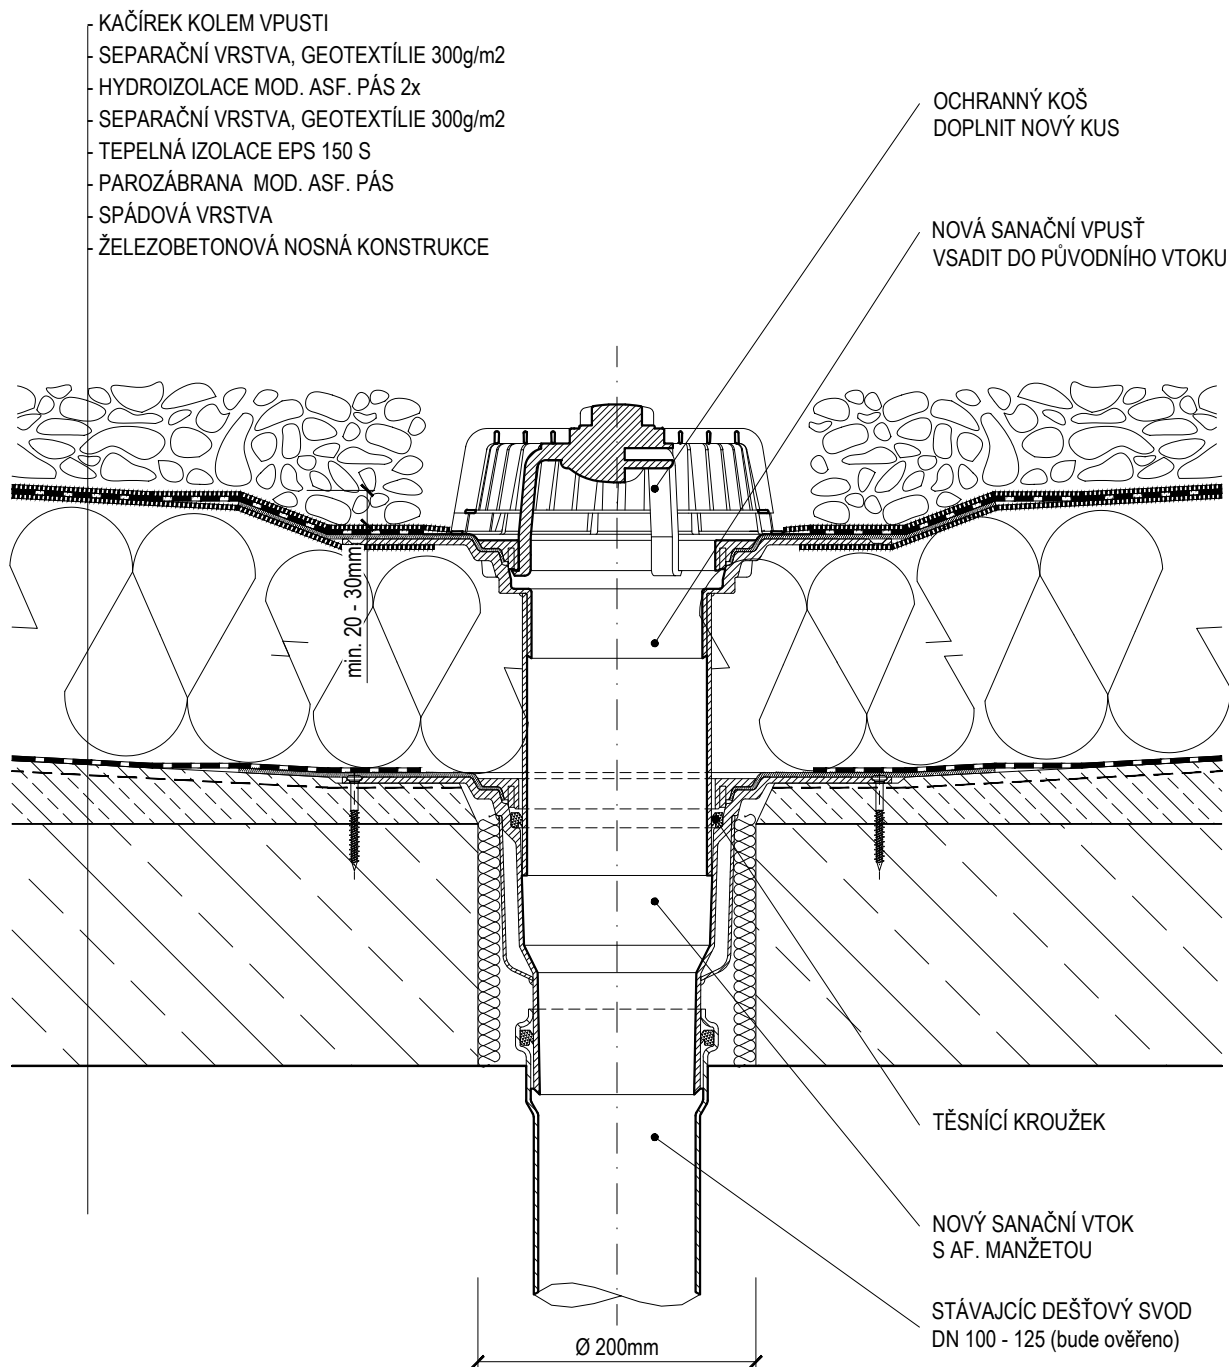 KAČÍREK KOLEM VPUSTI
SEPARAČNÍ VRSTVA, GEOTEXTÍLIE 300g/m2
HYDROIZOLACE MOD. ASF. PÁS 2x
SEPARAČNÍ VRSTVA, GEOTEXTÍLIE 300g/m2
TEPELNÁ IZOLACE EPS 150 S
PAROZÁBRANA MOD. ASF. PÁS
SPÁDOVÁ VRSTVA
ŽELEZOBETONOVÁ NOSNÁ KONSTRUKCE
OCHRANNÝ KOŠ
DOPLNIT NOVÝ KUS
NOVÁ SANAČNÍ VPUSŤ
VSADIT DO PŮVODNÍHO VTOKU
min. 20 - 30mm
TĚSNÍCÍ KROUŽEK
NOVÝ SANAČNÍ VTOK
S AF. MANŽETOU
STÁVAJCÍC DEŠŤOVÝ SVOD
DN 100 - 125 (bude ověřeno)
Ø 200mm